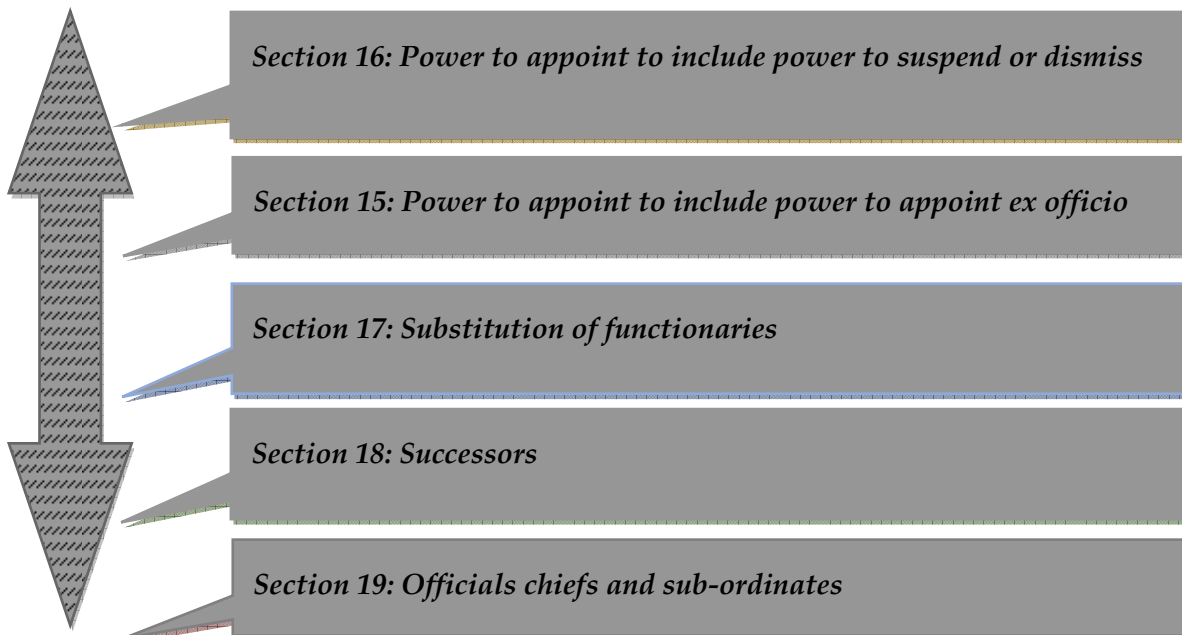 Section 16: Power to appoint to include power to suspend or dismiss
Section 15: Power to appoint to include power to appoint ex officio
Section 17: Substitution of functionaries
Section 18: Successors
Section 19: Officials chiefs and sub-ordinates